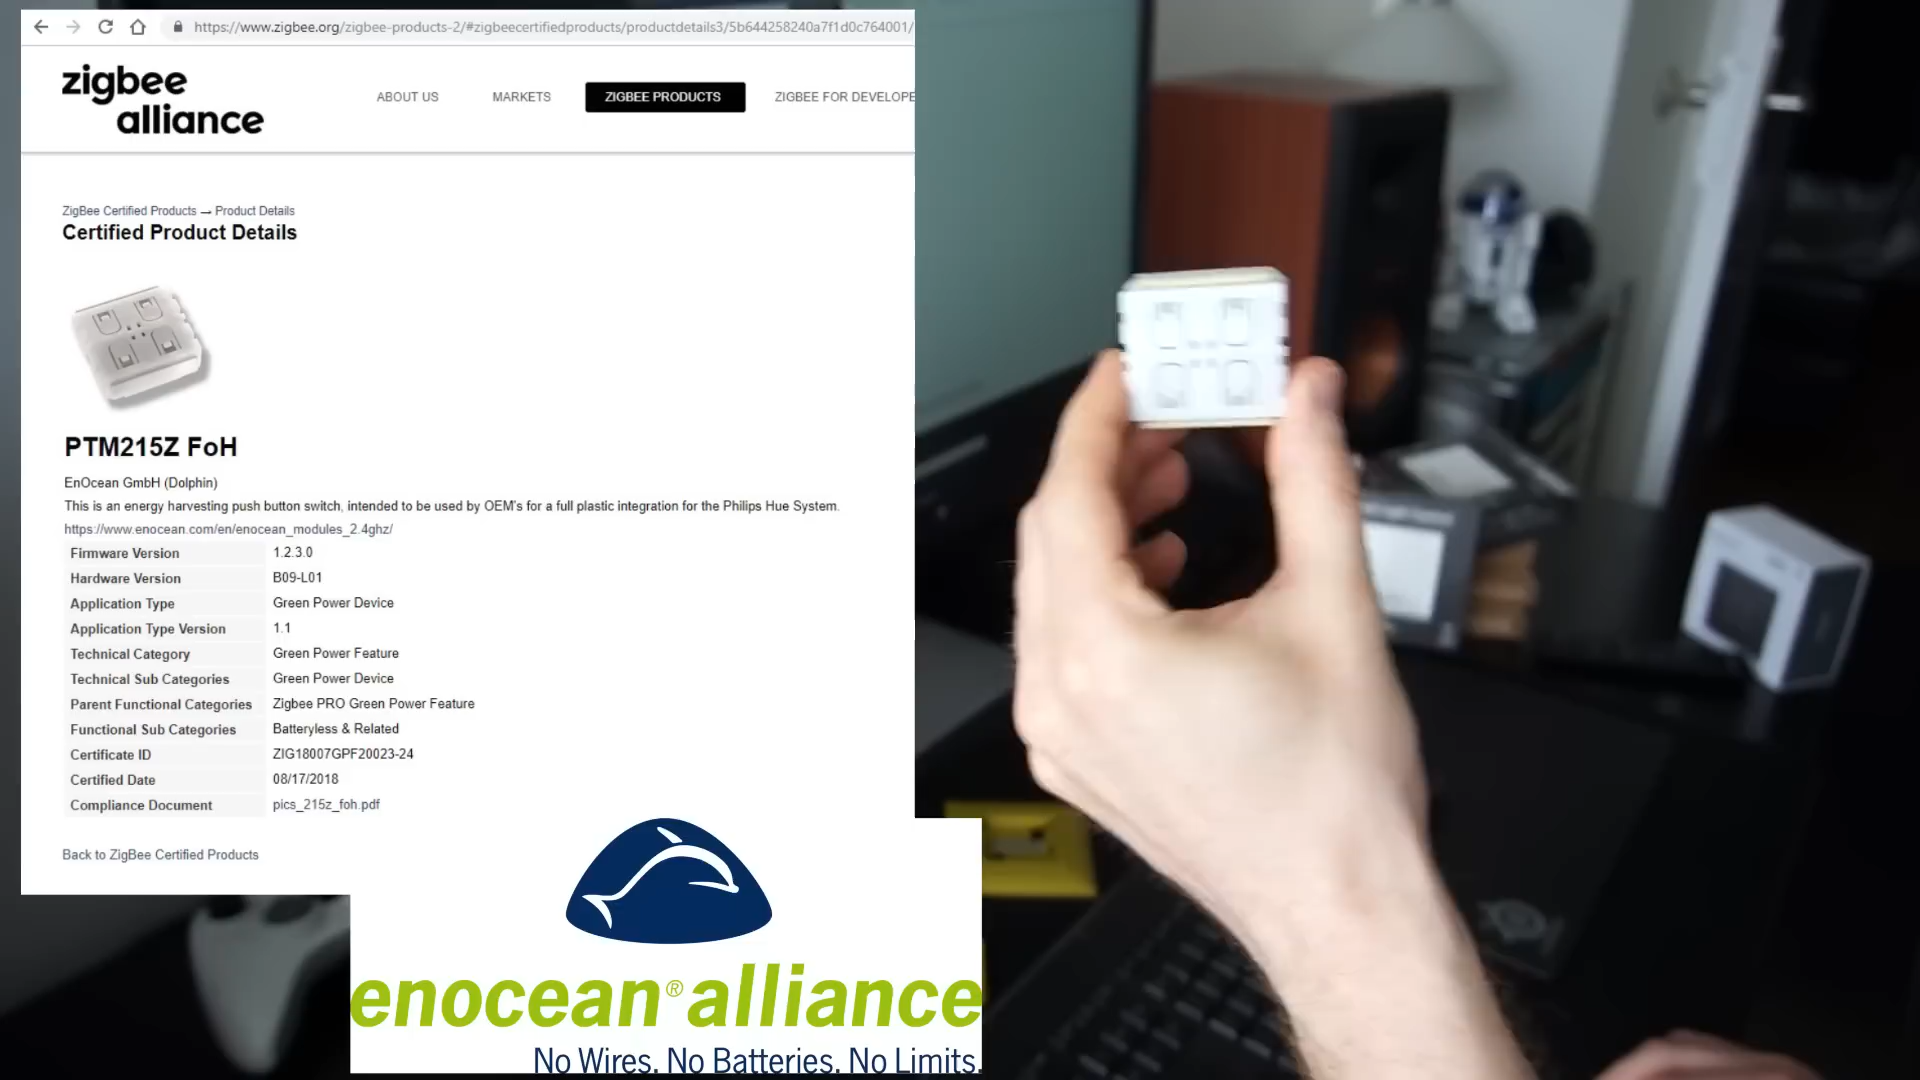 https://www.zigbee.org/zigbee-products-2/#zigbeecertifiedproducts/productdetails3/5b644258240a7f1d0c764001/
zigbee
alliance
ABOUT US MARKETS ZIGBEE PRODUCTS ZIGBEE FOR DEVELOPE
ZigBee Certified Products → Product Details
Certified Product Details
PTM215Z FoH
EnOcean GmbH (Dolphin)
This is an energy harvesting push button switch, intended to be used by OEM's for a full plastic integration for the Philips Hue System.
https://www.enocean.com/en/enocean_modules_2.4ghz/
Firmware Version 1.2.3.0
Hardware Version B09-L01
Application Type Green Power Device
Application Type Version 1.1
Technical Category Green Power Feature
Technical Sub Categories Green Power Device
Parent Functional Categories Zigbee PRO Green Power Feature
Functional Sub Categories Batteryless & Related
Certificate ID ZIG18007GPF20023-24
Certified Date 08/17/2018
Compliance Document pics_215z_foh.pdf
Back to ZigBee Certified Products
enocean® alliance
No Wires. No Batteries. No Limits.